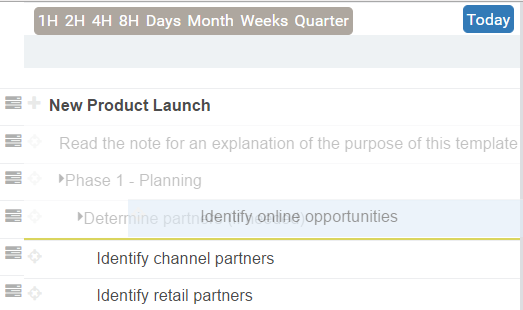 1H 2H 4H 8H Days Month Weeks Quarter
Today
New Product Launch
Read the note for an explanation of the purpose of this template
Phase 1 - Planning
Determine partners (if needed)
Identify online opportunities
Identify channel partners
Identify retail partners